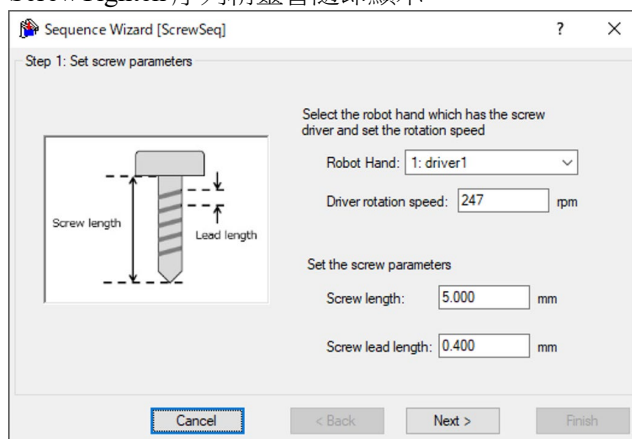 Sequence Wizard [ScrewSeq]
Step 1: Set screw parameters
Screw length
Lead length
Select the robot hand which has the screw
driver and set the rotation speed
Robot Hand: 1: driver1
Driver rotation speed: 247 rpm
Set the screw parameters
Screw length: 5.000 mm
Screw lead length: 0.400 mm
Cancel < Back Next > Finish